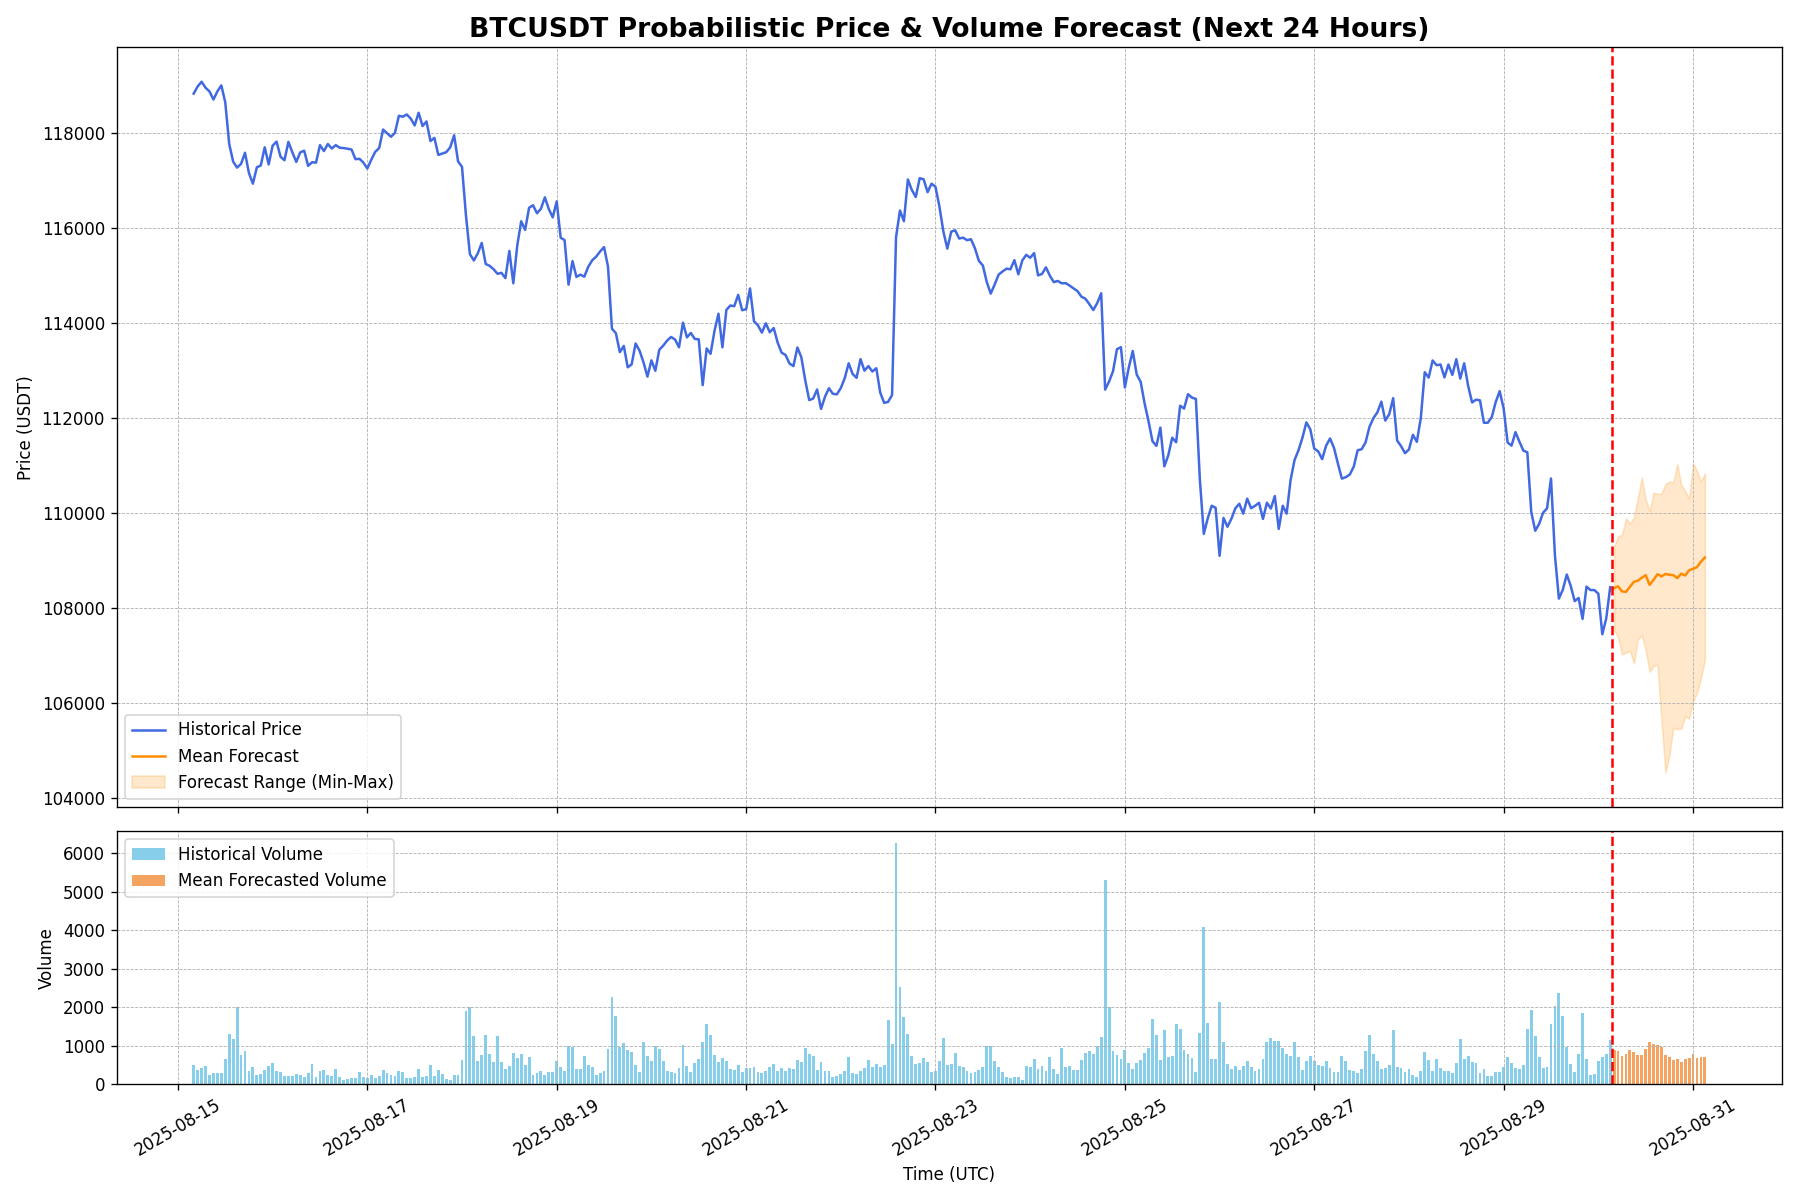 BTCUSDT Probabilistic Price & Volume Forecast (Next 24 Hours)
Price (USDT)
118000
116000
114000
112000
110000
108000
106000
104000
Historical Price
Mean Forecast
Forecast Range (Min-Max)
Volume
6000
5000
4000
3000
2000
1000
0
Historical Volume
Mean Forecasted Volume
2025-08-15
2025-08-17
2025-08-19
2025-08-21
2025-08-23
2025-08-25
2025-08-27
2025-08-29
2025-08-31
Time (UTC)